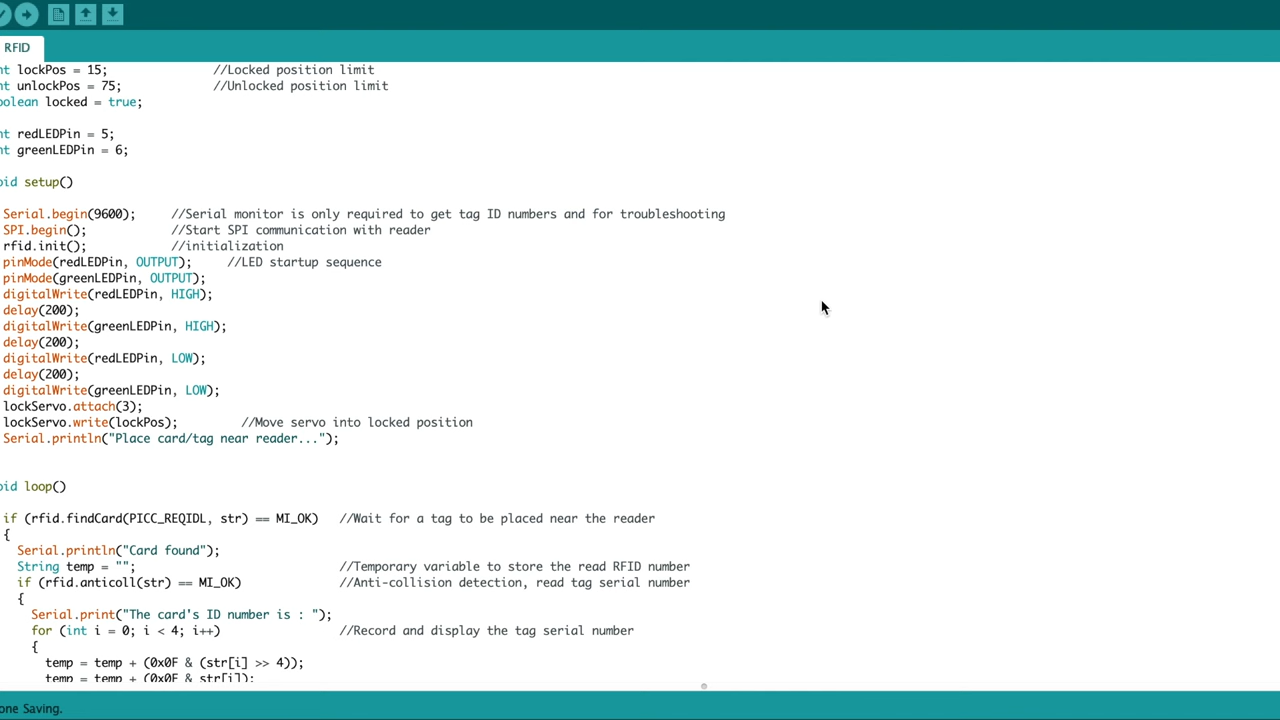 RFID
nt lockPos = 15; //Locked position limit
nt unlockPos = 75; //Unlocked position limit
oolean locked = true;
nt redLEDPin = 5;
nt greenLEDPin = 6;
oid setup()
Serial.begin(9600); //Serial monitor is only required to get tag ID numbers and for troubleshooting
SPI.begin(); //Start SPI communication with reader
rfid.init(); //initialization
pinMode(redLEDPin, OUTPUT); //LED startup sequence
pinMode(greenLEDPin, OUTPUT);
digitalWrite(redLEDPin, HIGH);
delay(200);
digitalWrite(greenLEDPin, HIGH);
delay(200);
digitalWrite(redLEDPin, LOW);
delay(200);
digitalWrite(greenLEDPin, LOW);
lockServo.attach(3);
lockServo.write(lockPos); //Move servo into locked position
Serial.println("Place card/tag near reader...");
oid loop()
if (rfid.findCard(PICC_REQIDL, str) == MI_OK) //Wait for a tag to be placed near the reader
{
Serial.println("Card found");
String temp = ""; //Temporary variable to store the read RFID number
if (rfid.anticoll(str) == MI_OK) //Anti-collision detection, read tag serial number
{
Serial.print("The card's ID number is : ");
for (int i = 0; i < 4; i++) //Record and display the tag serial number
{
temp = temp + (0x0F & (str[i] >> 4));
temp = temp + (0x0F & str[i]);
one Saving.